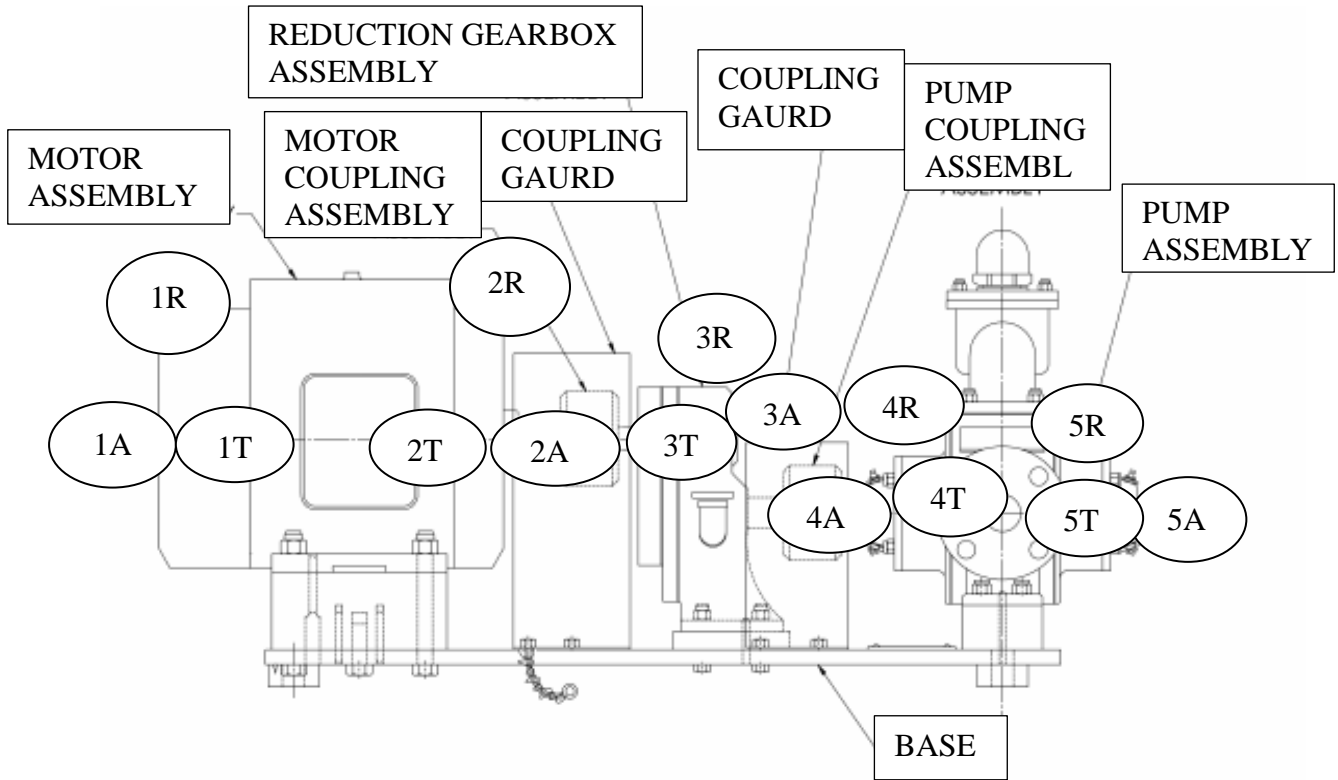 REDUCTION GEARBOX
ASSEMBLY
COUPLING
GAURD
PUMP
COUPLING
ASSEMBL
MOTOR
ASSEMBLY
MOTOR
COUPLING
ASSEMBLY
COUPLING
GAURD
ASSEMBLY
PUMP
ASSEMBLY
1R
2R
3R
3A
4R
5R
1A
1T
2T
2A
3T
4A
4T
5T
5A
BASE